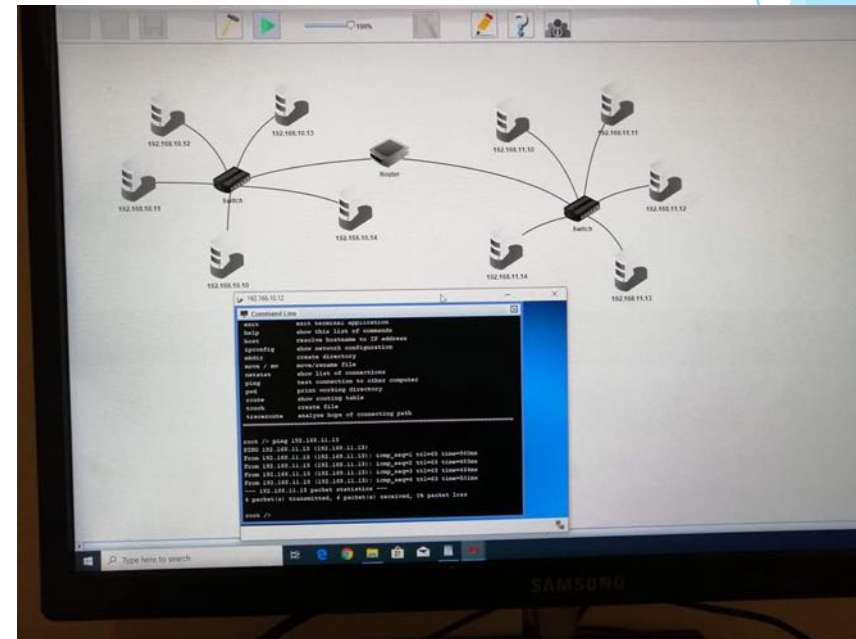 100%
192.168.10.12
192.168.10.13
192.168.10.11
Switch
192.168.10.14
192.168.10.10
Router
192.168.11.10
192.168.11.11
192.168.11.12
Switch
192.168.11.14
192.168.11.13
192.168.10.12
Command Line
exit exit terminal application
help show this list of commands
host resolve hostname to IP address
ipconfig show network configuration
mkdir create directory
move / mv move/rename file
netstat show list of connections
ping test connection to other computer
pwd print working directory
route show routing table
touch create file
traceroute analyse hops of connecting path
root /> ping 192.168.11.13
PING 192.168.11.13 (192.168.11.13)
From 192.168.11.13 (192.168.11.13): icmp_seq=1 ttl=63
From 192.168.11.13 (192.168.11.13): icmp_seq=2 ttl=63
From 192.168.11.13 (192.168.11.13): icmp_seq=3 ttl=63
From 192.168.11.13 (192.168.11.13): icmp_seq=4 ttl=63
--- 192.168.11.13 packet statistics ---
4 packet(s) transmitted, 4 packet(s) received, 0% packet loss
root />
Type here to search
SAMSUNG